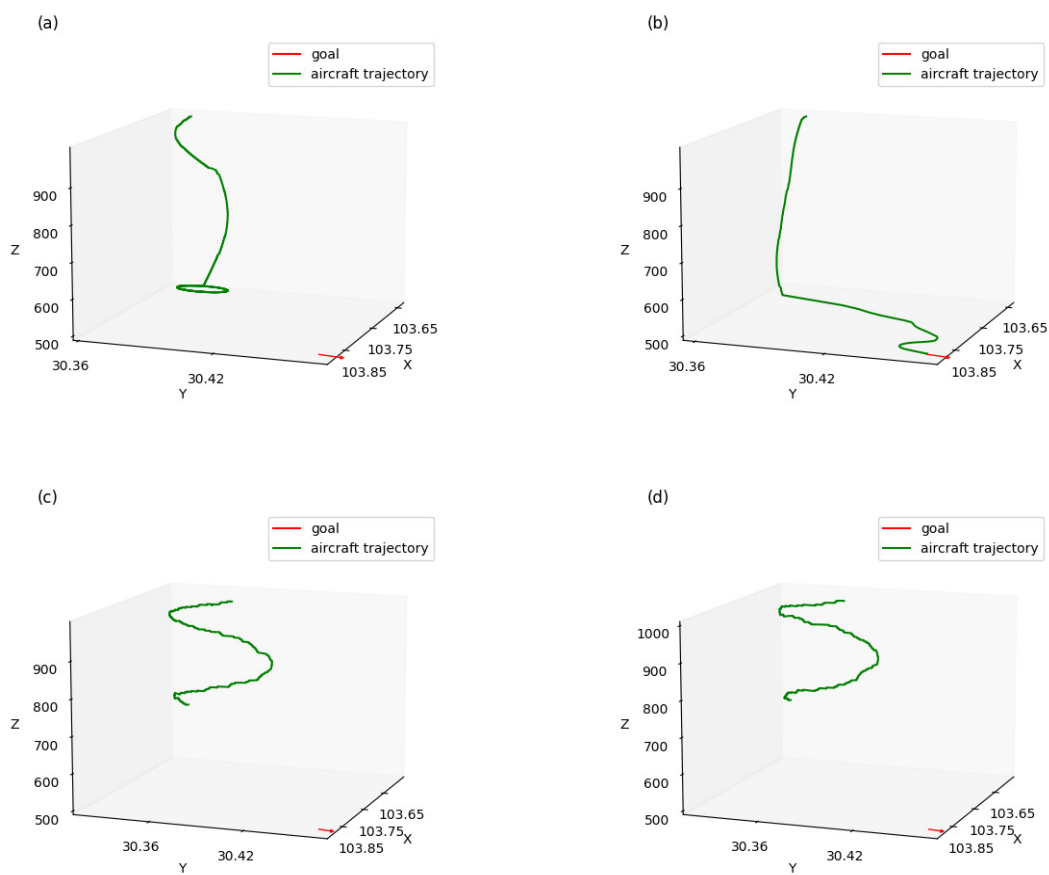 (a)
goal
aircraft trajectory
900
800
700
600
500
Z
30.36
30.42
Y
103.65
103.75
103.85
X
(b)
goal
aircraft trajectory
900
800
700
600
500
Z
30.36
30.42
Y
103.65
103.75
103.85
X
(c)
goal
aircraft trajectory
900
800
700
600
500
Z
30.36
30.42
Y
103.65
103.75
103.85
X
(d)
goal
aircraft trajectory
1000
900
800
700
600
500
Z
30.36
30.42
Y
103.65
103.75
103.85
X